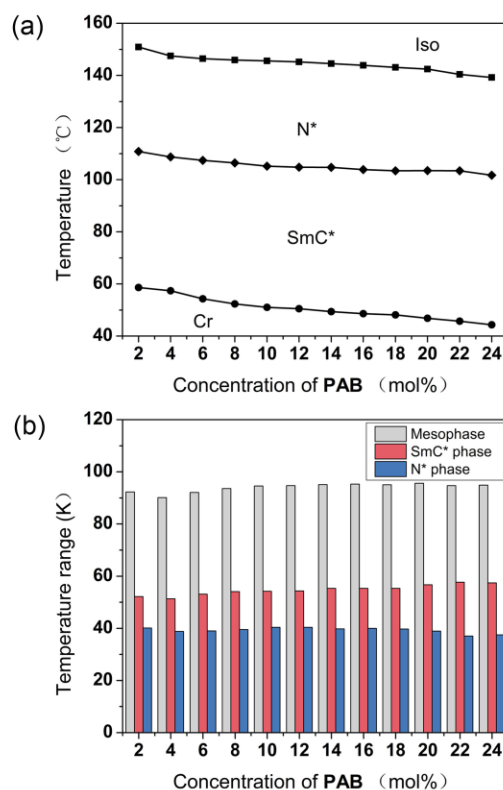 (a)
160
140
120
100
80
60
40
Temperature（℃）
Iso
N*
SmC*
Cr
2 4 6 8 10 12 14 16 18 20 22 24
Concentration of PAB （mol%）
(b)
120
100
80
60
40
20
0
Temperature range (K)
Mesophase
SmC* phase
N* phase
2 4 6 8 10 12 14 16 18 20 22 24
Concentration of PAB （mol%）